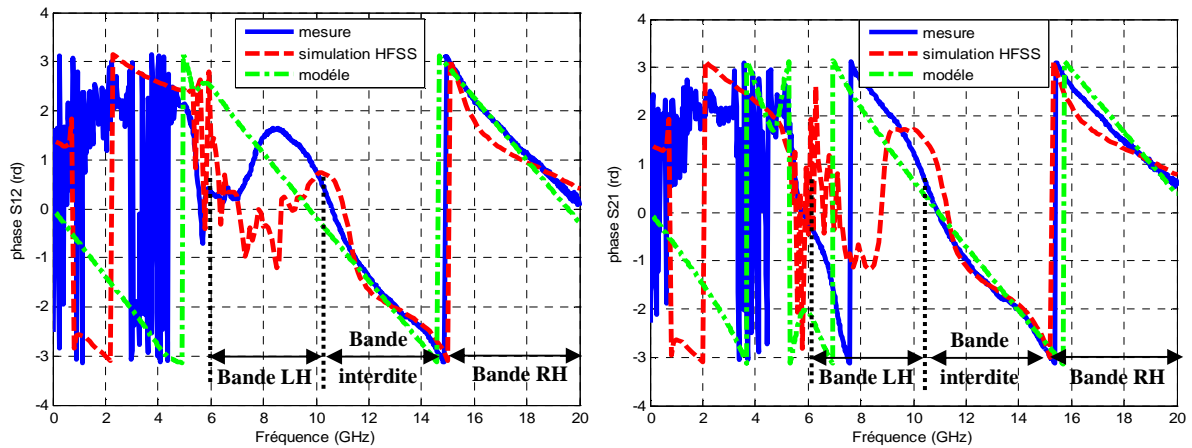 4
3
2
1
0
-1
-2
-3
-4
phase S12 (rd)
mesure
simulation HFSS
modéle
Bande LH
Bande
interdite
Bande RH
0 2 4 6 8 10 12 14 16 18 20
Fréquence (GHz)
4
3
2
1
0
-1
-2
-3
-4
phase S21 (rd)
mesure
simulation HFSS
modéle
Bande LH
Bande
interdite
Bande RH
0 2 4 6 8 10 12 14 16 18 20
Fréquence (GHz)